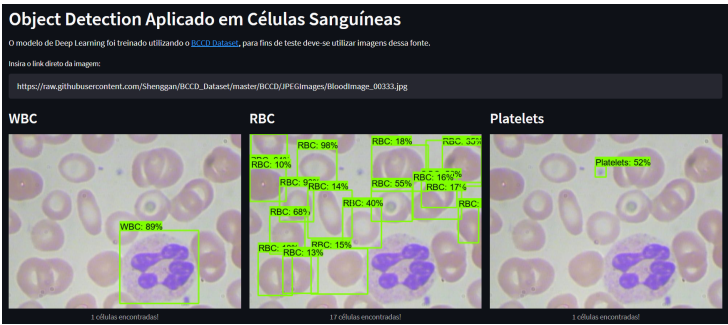 Object Detection Aplicado em Células Sanguíneas
O modelo de Deep Learning foi treinado utilizando o BCCD Dataset, para fins de teste deve-se utilizar imagens dessa fonte.
Insira o link direto da imagem:
https://raw.githubusercontent.com/Shenggan/BCCD_Dataset/master/BCCD/JPEGImages/BloodImage_00333.jpg
WBC
RBC
Platelets
WBC: 89%
RBC: 98%
RBC: 18%
RBC:
RBC: 10%
RBC: 16%
RBC:
RBC: 14%
RBC: 55%
RBC: 17%
RBC: 40%
RBC:
RBC: 68%
RBC:
RBC: 15%
RBC: 13%
Platelets: 52%
1 células encontradas!
17 células encontradas!
1 células encontradas!